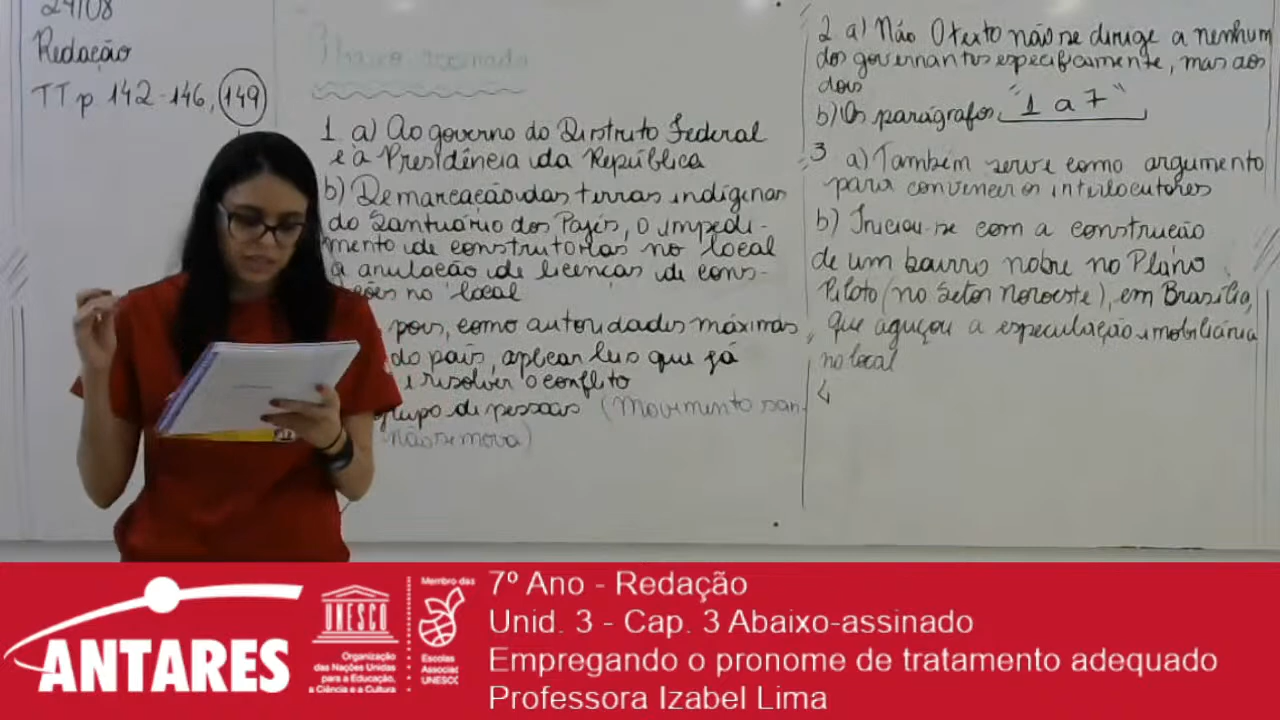 24/08
Redação
TT p. 142-146, 149
Abaixo assinado
1 a) Ao governo do Distrito Federal
e à Presidência da República
b) Demarcação das terras indígenas
do Santuário dos Pajés, o impedi-
mento de construtoras no local
a anulação de licenças de cons-
ções no local
pois, como autoridades máximas
do país, aplicar leis que já
e resolver o conflito
grupo de pessoas (Movimento san-
não se mova)
2 a) Não O texto não se dirige a nenhum
dos governantes especificamente, mas aos
dois
b) Os parágrafos "1 a 7"
3 a) Também serve como argumento
para convencer os interlocutores
b) Iniciou-se com a construção
de um bairro nobre no Plano
Piloto (no Setor Noroeste), em Brasília,
que aguçou a especulação imobiliária
no local
ANTARES
UNESCO
Organização
das Nações Unidas
para a Educação,
a Ciência e a Cultura
Membro das
Escolas
Associadas
UNESCO
7º Ano - Redação
Unid. 3 - Cap. 3 Abaixo-assinado
Empregando o pronome de tratamento adequado
Professora Izabel Lima